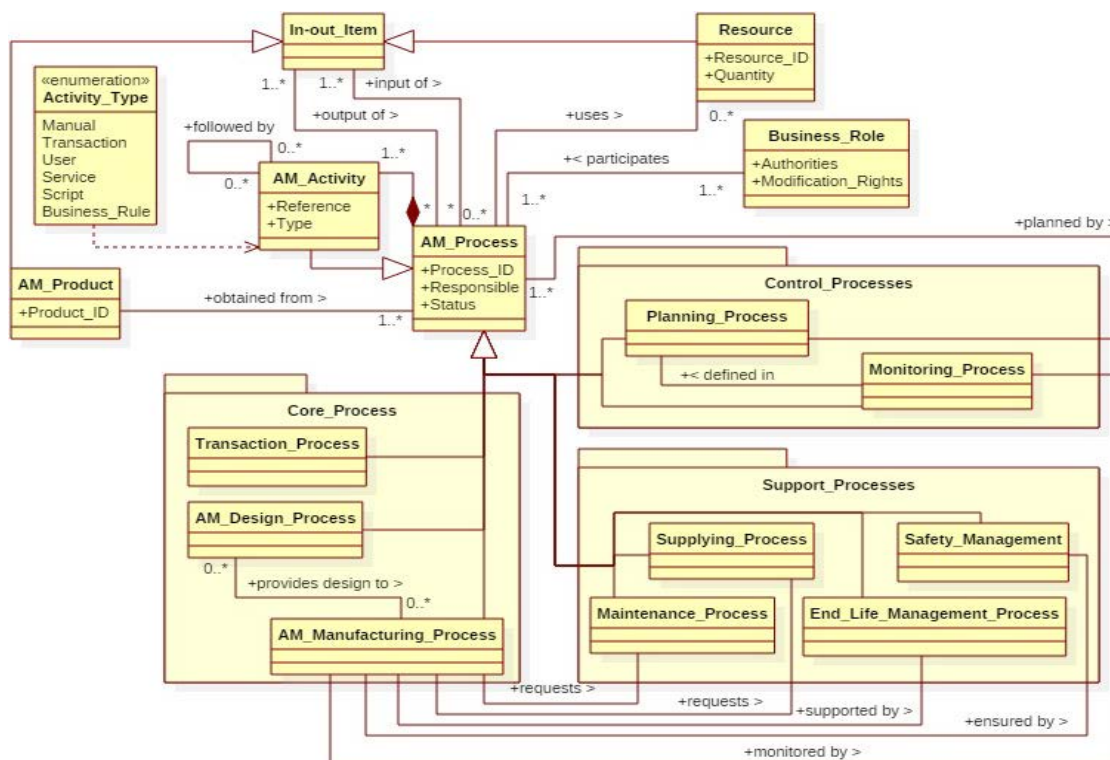 In-out_Item
Resource
+Resource_ID
+Quantity
«enumeration»
Activity_Type
Manual
Transaction
User
Service
Script
Business_Rule
1..*
1..*
+input of >
+output of >
+uses >
0..*
+followed by
0..*
0..*
1..*
AM_Activity
+Reference
+Type
*
*
0..*
Business_Role
+Authorities
+Modification_Rights
+< participates
1..*
1..*
AM_Process
+Process_ID
+Responsible
+Status
+planned by >
1..*
AM_Product
+Product_ID
+obtained from >
1..*
Control_Processes
Planning_Process
+< defined in
Monitoring_Process
Core_Process
Transaction_Process
AM_Design_Process
0..*
+provides design to >
0..*
AM_Manufacturing_Process
Support_Processes
Supplying_Process
Safety_Management
Maintenance_Process
End_Life_Management_Process
+requests >
+requests >
+supported by >
+ensured by >
+monitored by >